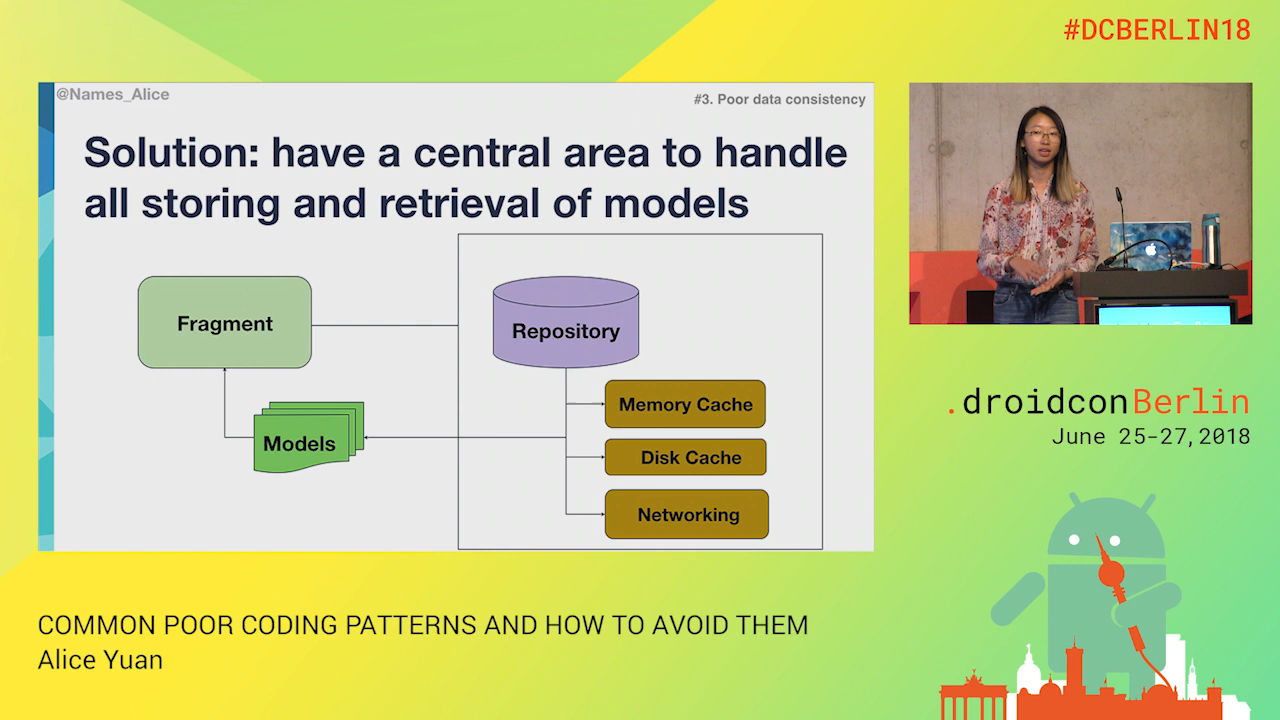 #DCBERLIN18
@Names_Alice
#3. Poor data consistency
Solution: have a central area to handle
all storing and retrieval of models
Fragment
Repository
Memory Cache
Models
Disk Cache
Networking
.droidconBerlin
June 25-27, 2018
COMMON POOR CODING PATTERNS AND HOW TO AVOID THEM
Alice Yuan